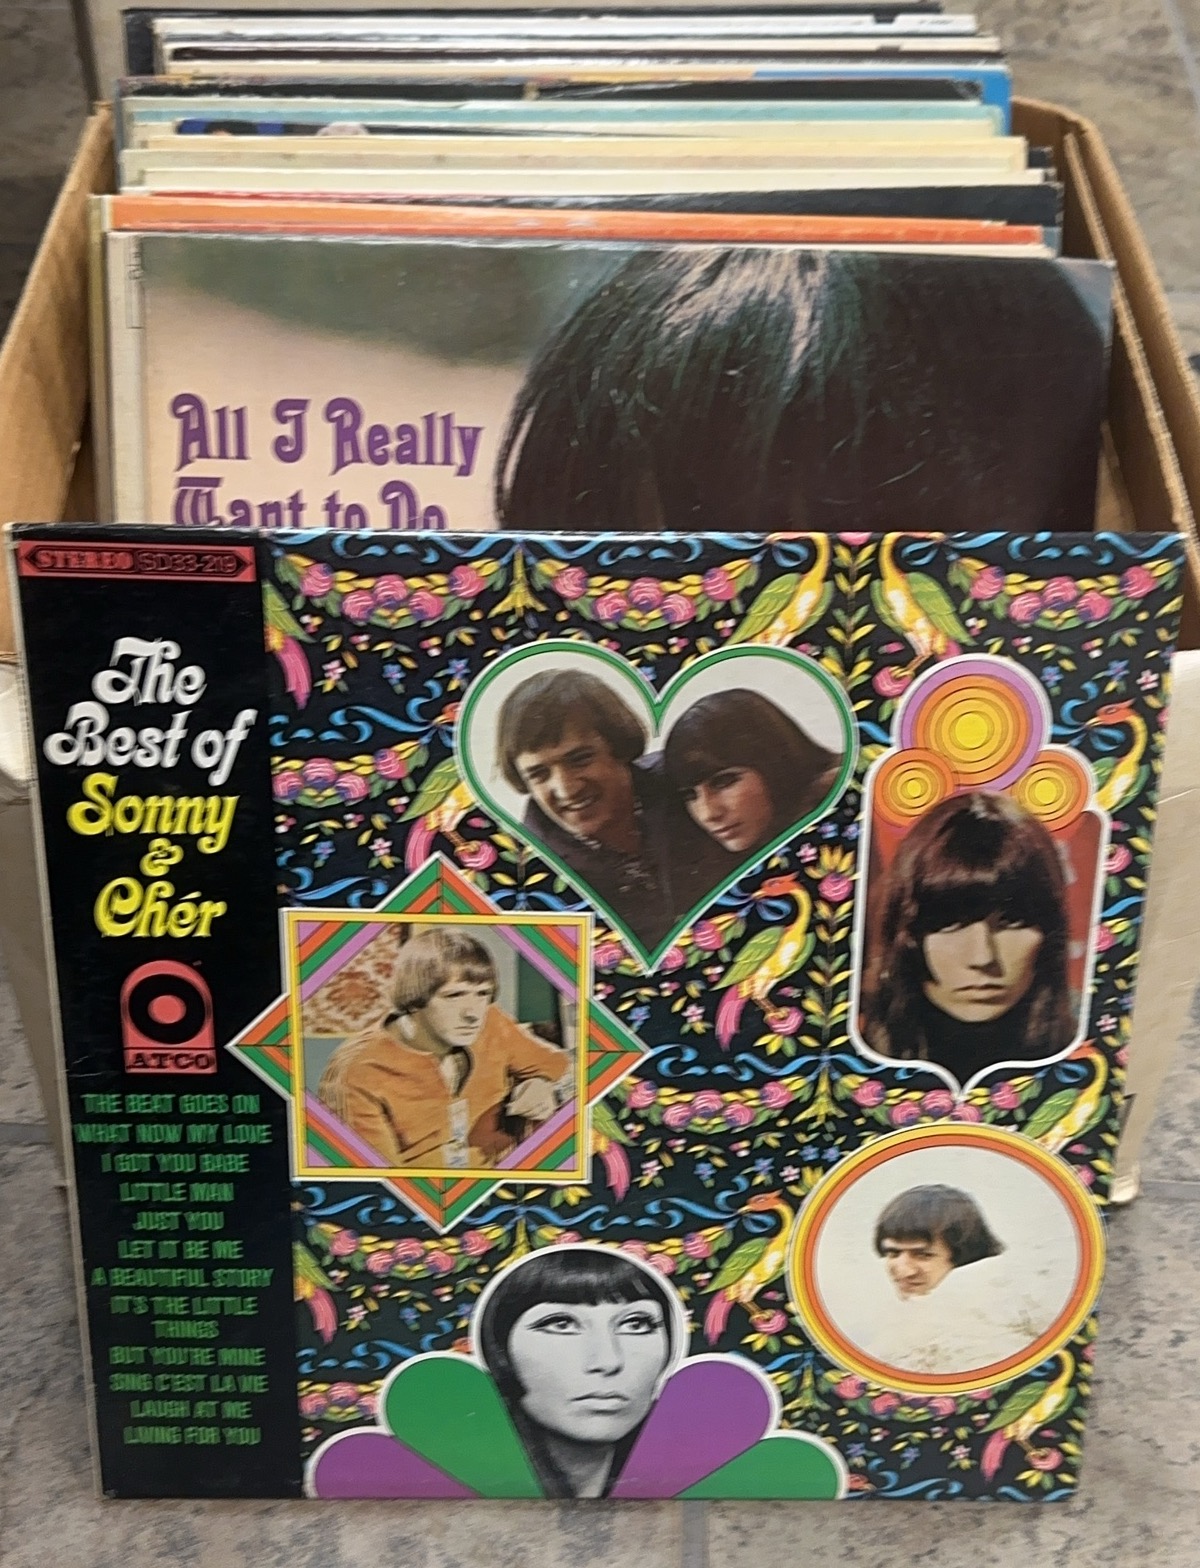 All I Really
Want to Do
STEREO SD33-219
The
Best of
Sonny
&
Chér
ATCO
THE BEAT GOES ON
WHAT NOW MY LOVE
I GOT YOU BABE
LITTLE MAN
JUST YOU
LET IT BE ME
A BEAUTIFUL STORY
IT'S THE LITTLE
THINGS
BUT YOU'RE MINE
SING C'EST LA VIE
LAUGH AT ME
LIVING FOR YOU